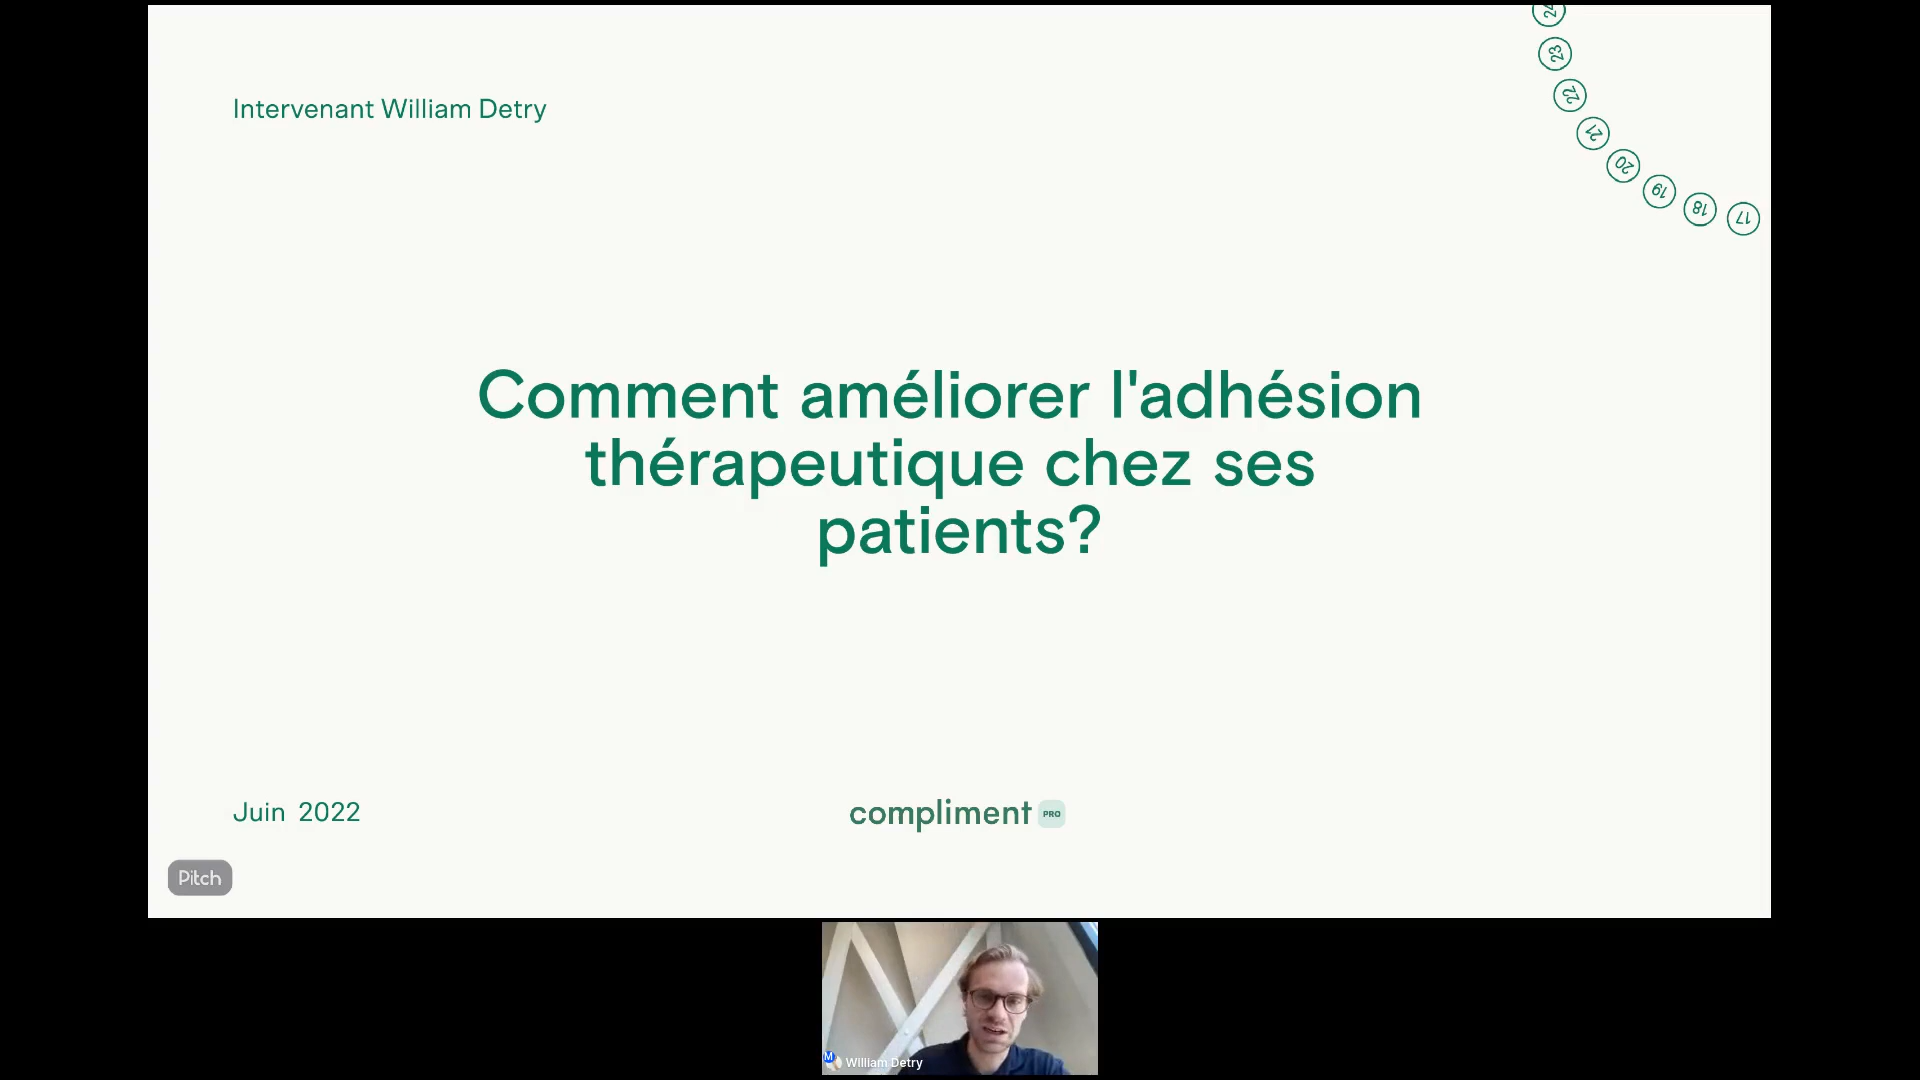 24
23
22
21
20
19
18
17
Intervenant William Detry
Comment améliorer l'adhésion
thérapeutique chez ses
patients?
Juin 2022
compliment PRO
Pitch
M
William Detry